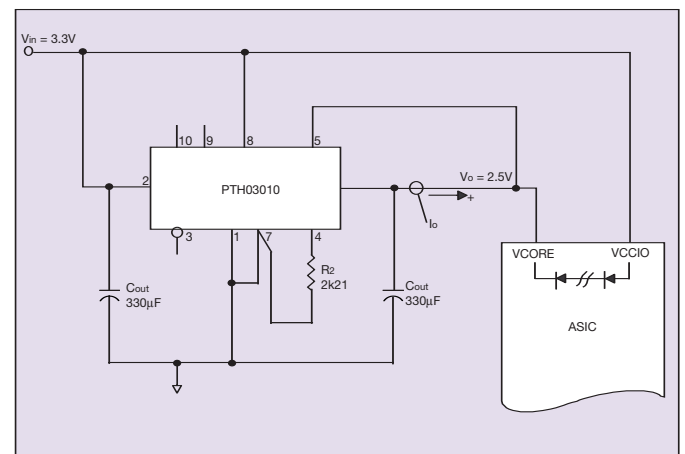 Vin = 3.3V
10 9 8 5
2
PTH03010
Vo = 2.5V
+
Io
3 1 7 4
VCORE VCCIO
R2
2k21
Cout
330µF
Cout
330µF
ASIC